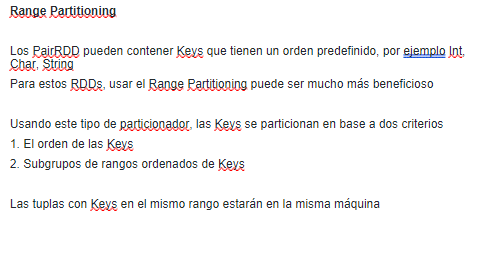 Range Partitioning
Los PairRDD pueden contener Keys que tienen un orden predefinido, por ejemplo Int,
Char, String
Para estos RDDs, usar el Range Partitioning puede ser mucho más beneficioso
Usando este tipo de particionador, las Keys se particionan en base a dos criterios
1. El orden de las Keys
2. Subgrupos de rangos ordenados de Keys
Las tuplas con Keys en el mismo rango estarán en la misma máquina